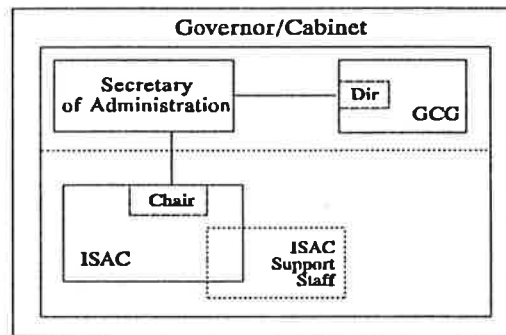 Governor/Cabinet
Secretary
of Administration
Dir
GCG
Chair
ISAC
ISAC
Support
Staff